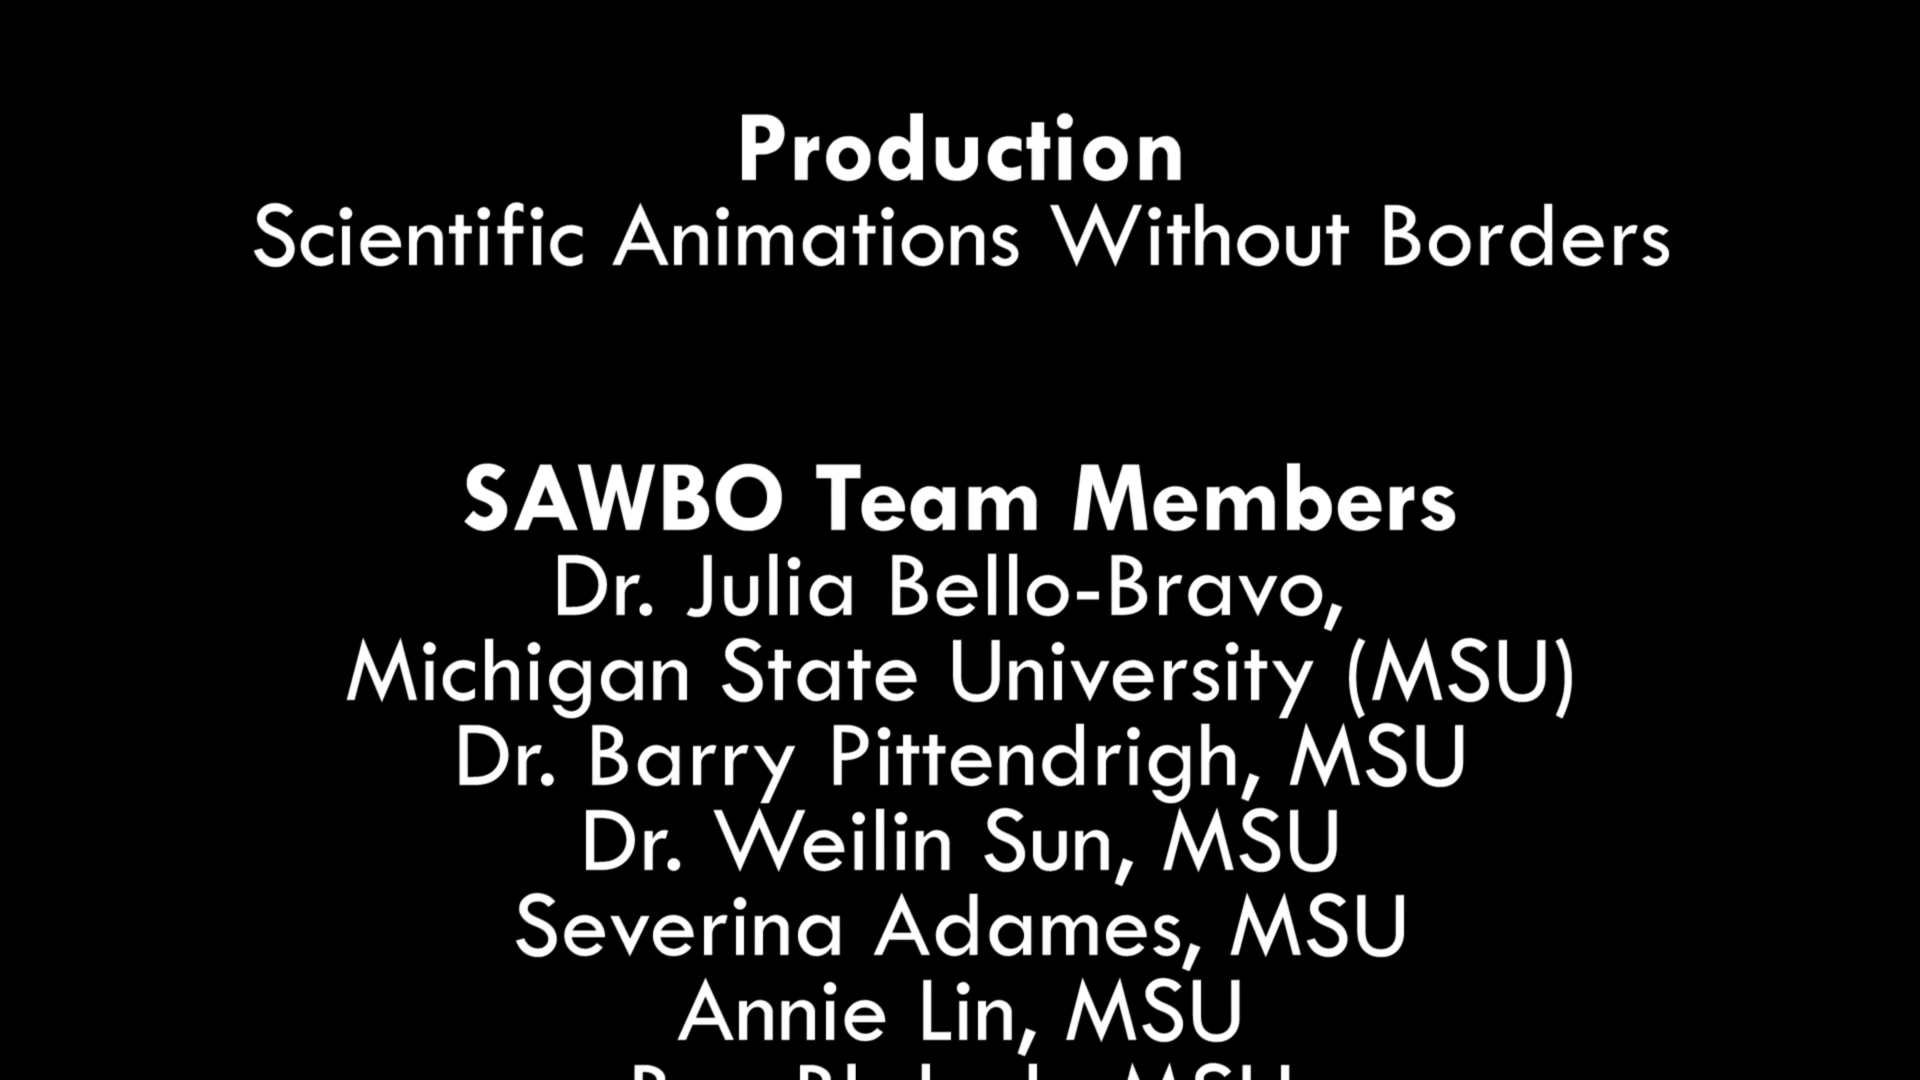 Production
Scientific Animations Without Borders
SAWBO Team Members
Dr. Julia Bello-Bravo,
Michigan State University (MSU)
Dr. Barry Pittendrigh, MSU
Dr. Weilin Sun, MSU
Severina Adames, MSU
Annie Lin, MSU
MSU